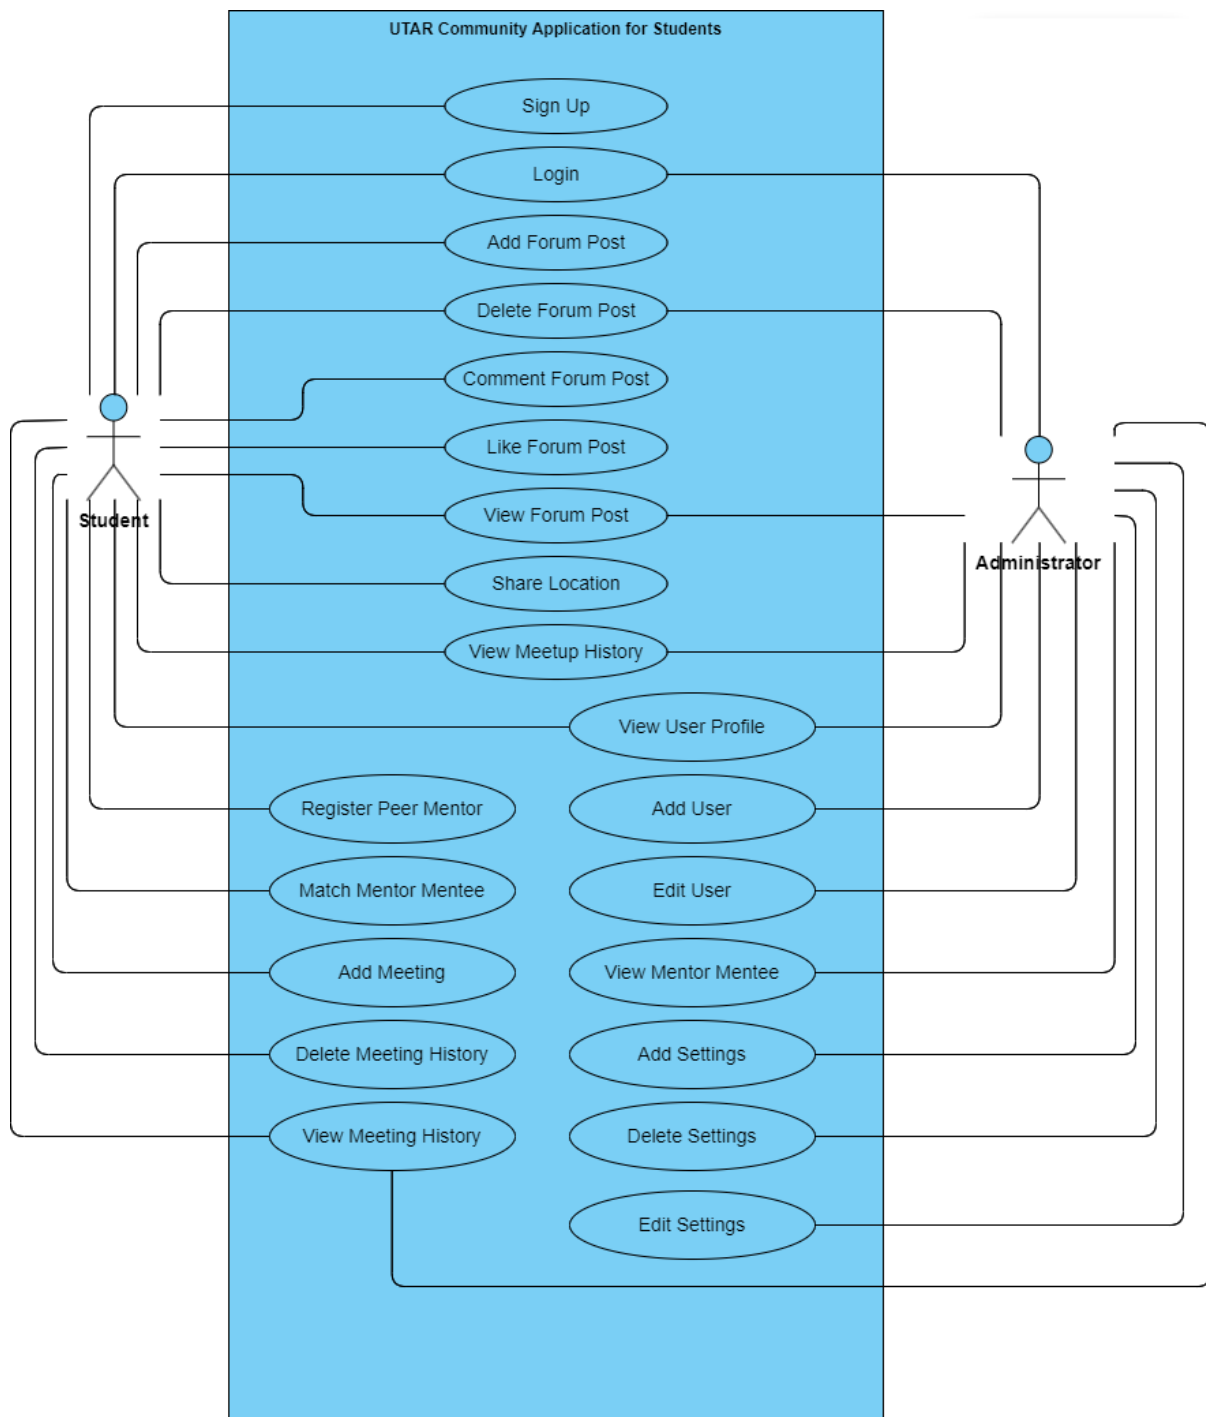 UTAR Community Application for Students
Sign Up
Login
Add Forum Post
Delete Forum Post
Comment Forum Post
Like Forum Post
View Forum Post
Student
Administrator
Share Location
View Meetup History
View User Profile
Register Peer Mentor
Add User
Match Mentor Mentee
Edit User
Add Meeting
View Mentor Mentee
Delete Meeting History
Add Settings
View Meeting History
Delete Settings
Edit Settings